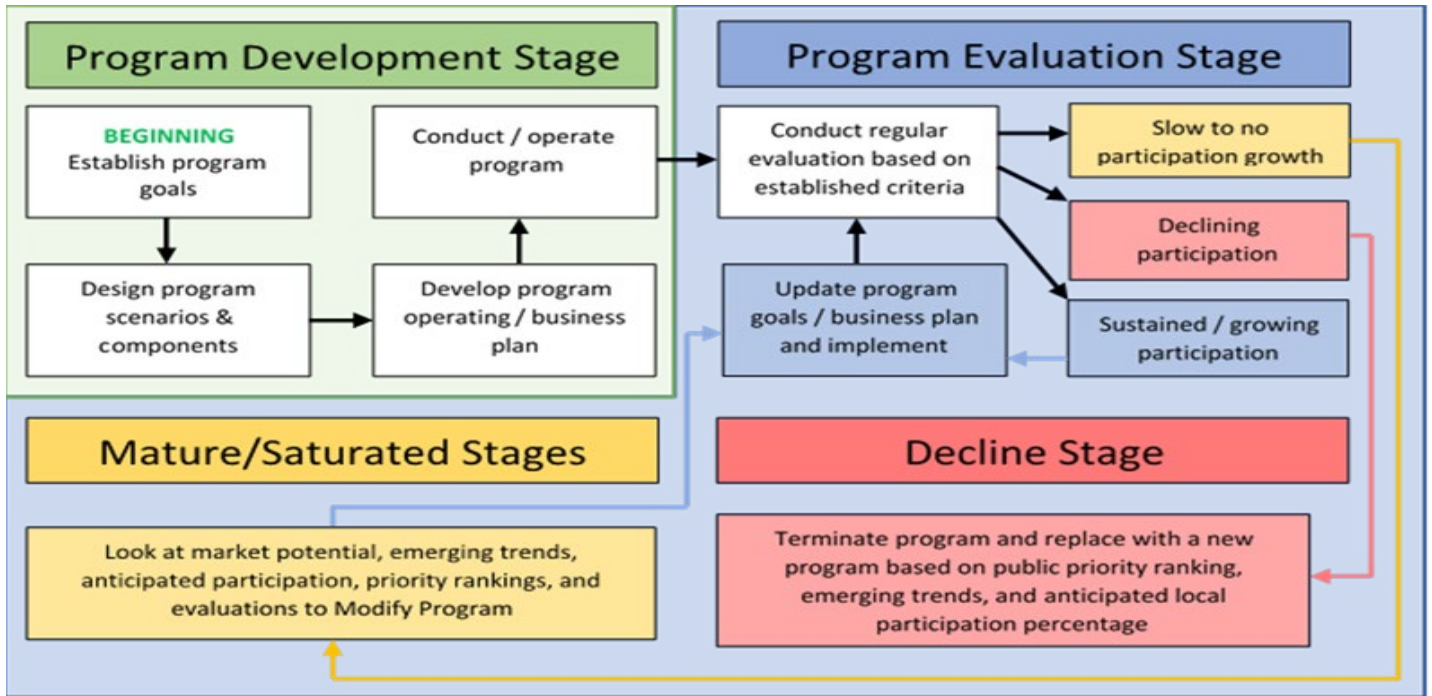 Program Development Stage
BEGINNING
Establish program
goals
Conduct / operate
program
Design program
scenarios &
components
Develop program
operating / business
plan
Program Evaluation Stage
Conduct regular
evaluation based on
established criteria
Slow to no
participation growth
Declining
participation
Update program
goals / business plan
and implement
Sustained / growing
participation
Mature/Saturated Stages
Look at market potential, emerging trends,
anticipated participation, priority rankings, and
evaluations to Modify Program
Decline Stage
Terminate program and replace with a new
program based on public priority ranking,
emerging trends, and anticipated local
participation percentage